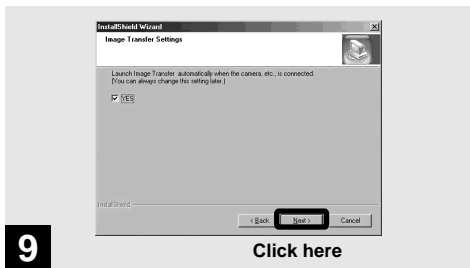 InstallShield Wizard
Image Transfer Settings
Launch Image Transfer automatically when the camera, etc., is connected.
(You can always change this setting later.)
YES
InstallShield
< Back
Next >
Cancel
9
Click here